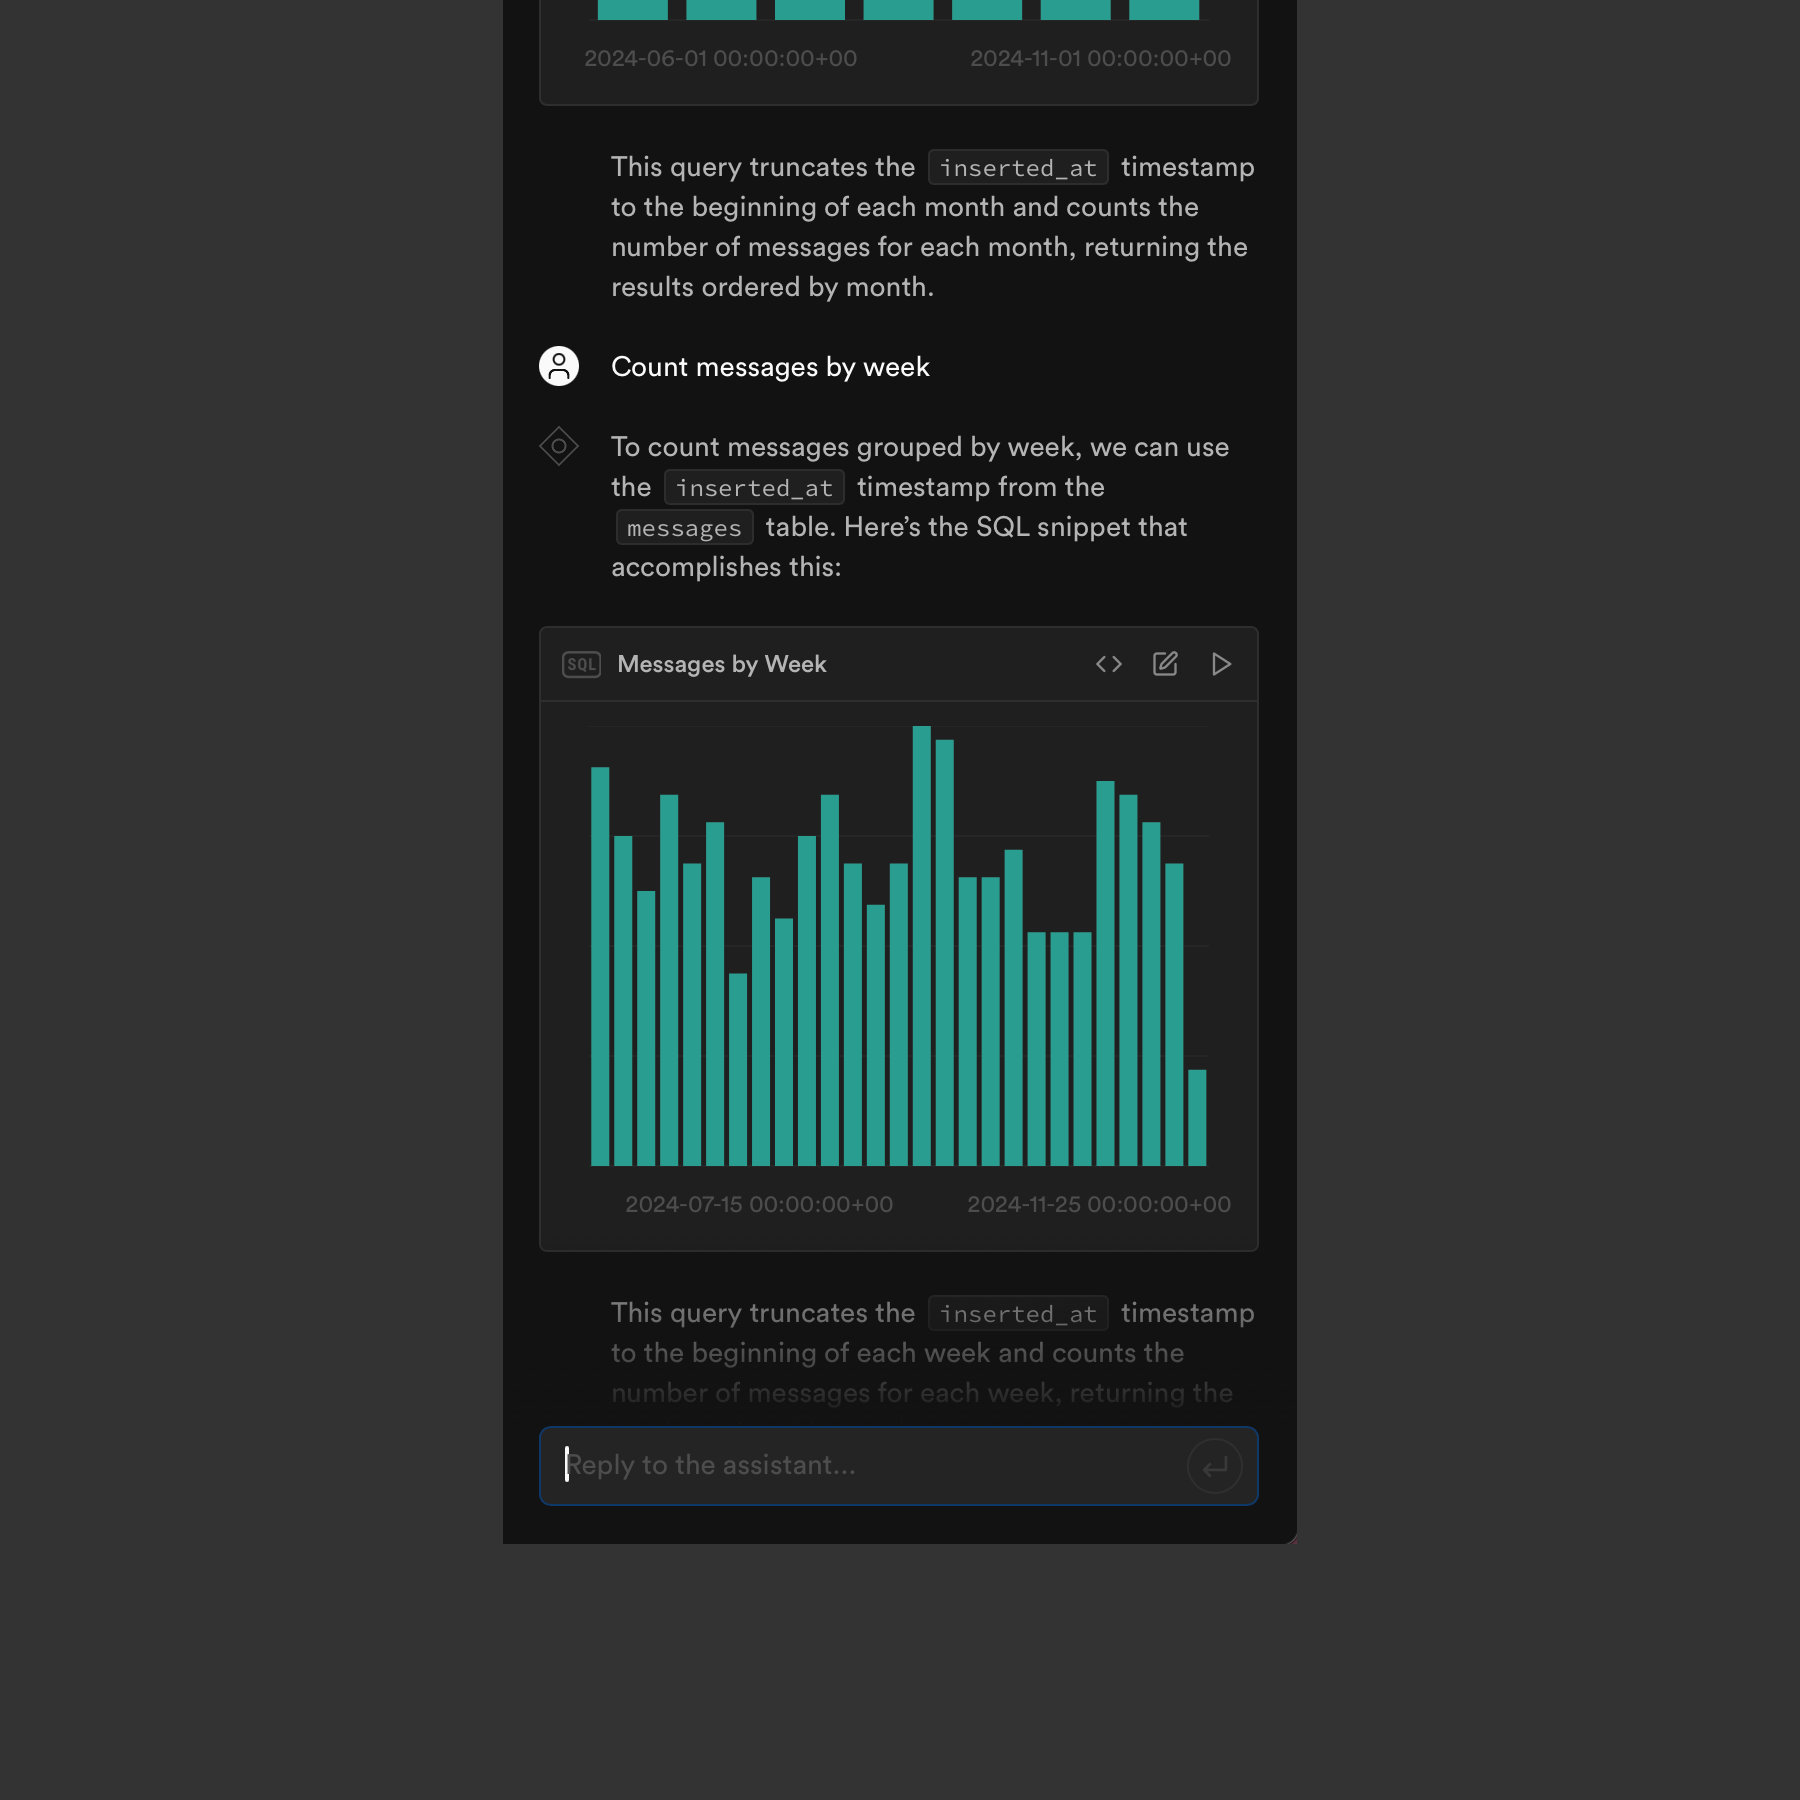 2024-06-01 00:00:00+00 2024-11-01 00:00:00+00
This query truncates the inserted_at timestamp
to the beginning of each month and counts the
number of messages for each month, returning the
results ordered by month.
Count messages by week
To count messages grouped by week, we can use
the inserted_at timestamp from the
messages table. Here’s the SQL snippet that
accomplishes this:
SQL Messages by Week
2024-07-15 00:00:00+00 2024-11-25 00:00:00+00
This query truncates the inserted_at timestamp
to the beginning of each week and counts the
number of messages for each week, returning the
Reply to the assistant...